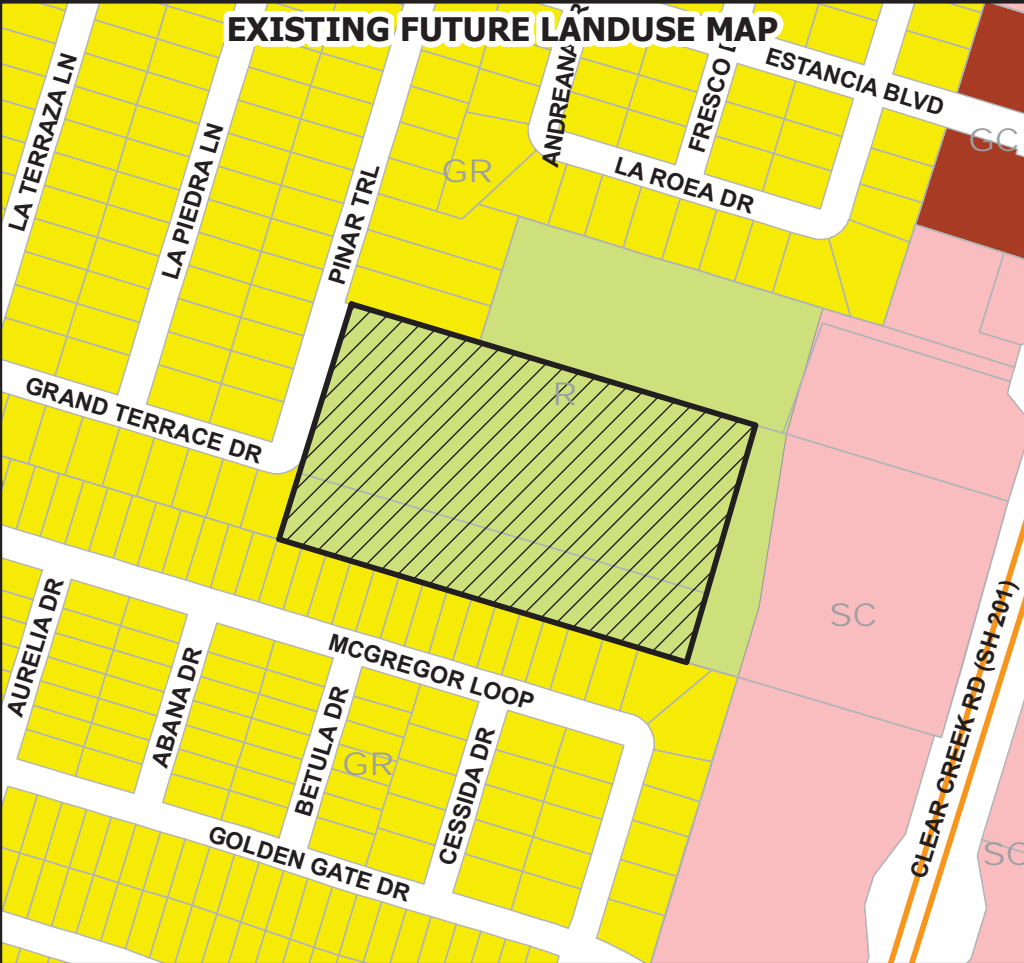 EXISTING FUTURE LANDUSE MAP
ESTANCIA BLVD
LA TERRAZA LN
ANDREANA
FRESCO
GC
LA PIEDRA LN
GR
LA ROEA DR
PINAR TRL
GRAND TERRACE DR
R
SC
AURELIA DR
ABANA DR
MCGREGOR LOOP
BETULA DR
GR
CESSIDA DR
CLEAR CREEK RD (SH 201)
GOLDEN GATE DR
SC